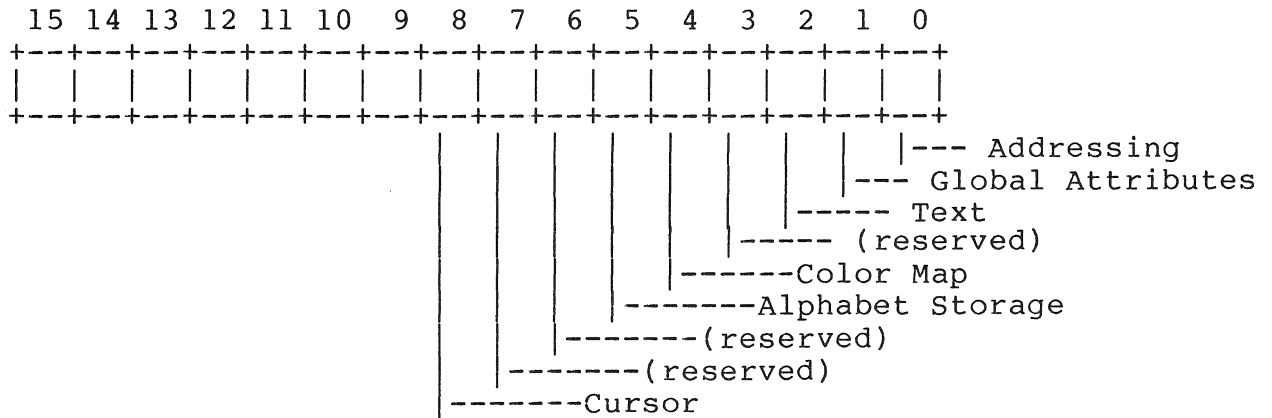 15 14 13 12 11 10 9 8 7 6 5 4 3 2 1 0
+--+--+--+--+--+--+--+--+--+--+--+--+--+--+--+--+
|  |  |  |  |  |  |  |  |  |  |  |  |  |  |  |  |
+--+--+--+--+--+--+--+--+--+--+--+--+--+--+--+--+
|--- Addressing
|--- Global Attributes
|----- Text
|----- (reserved)
|------Color Map
|-------Alphabet Storage
|-------(reserved)
|-------(reserved)
|-------Cursor